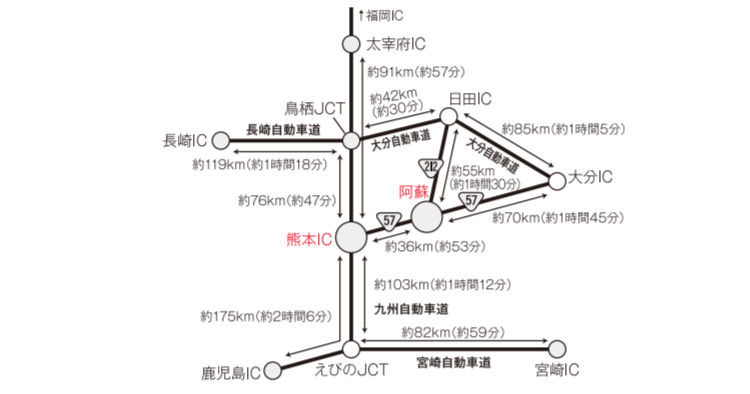 ↑福岡IC
太宰府IC
約91km(約57分)
約42km
(約30分)
日田IC
鳥栖JCT
約85km(約1時間5分)
長崎自動車道
長崎IC
大分自動車道
大分自動車道
約119km(約1時間18分)
212
約55km
(約1時間30分)
大分IC
阿蘇
57
約76km(約47分)
57
約70km(約1時間45分)
熊本IC
約36km(約53分)
約103km(約1時間12分)
九州自動車道
約175km(約2時間6分)
約82km(約59分)
宮崎自動車道
鹿児島IC
えびのJCT
宮崎IC